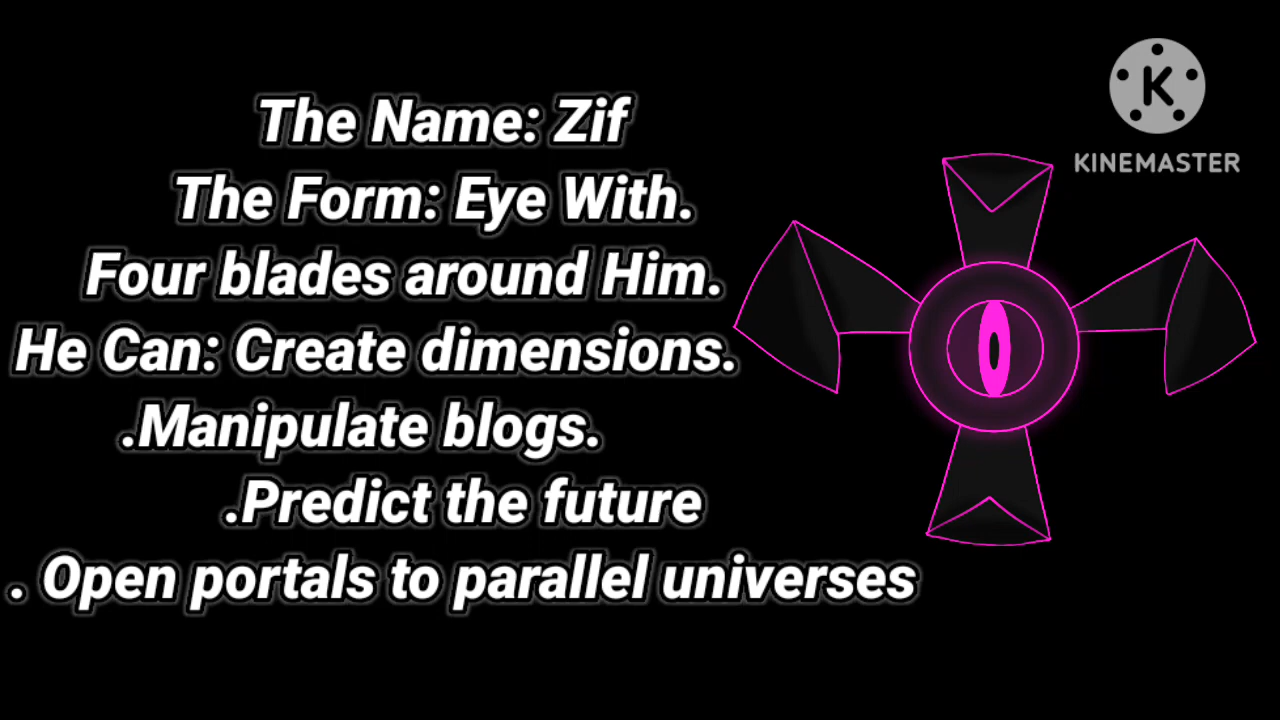 The Name: Zif
The Form: Eye With.
Four blades around Him.
He Can: Create dimensions.
.Manipulate blogs.
.Predict the future
. Open portals to parallel universes
K
KINEMASTER